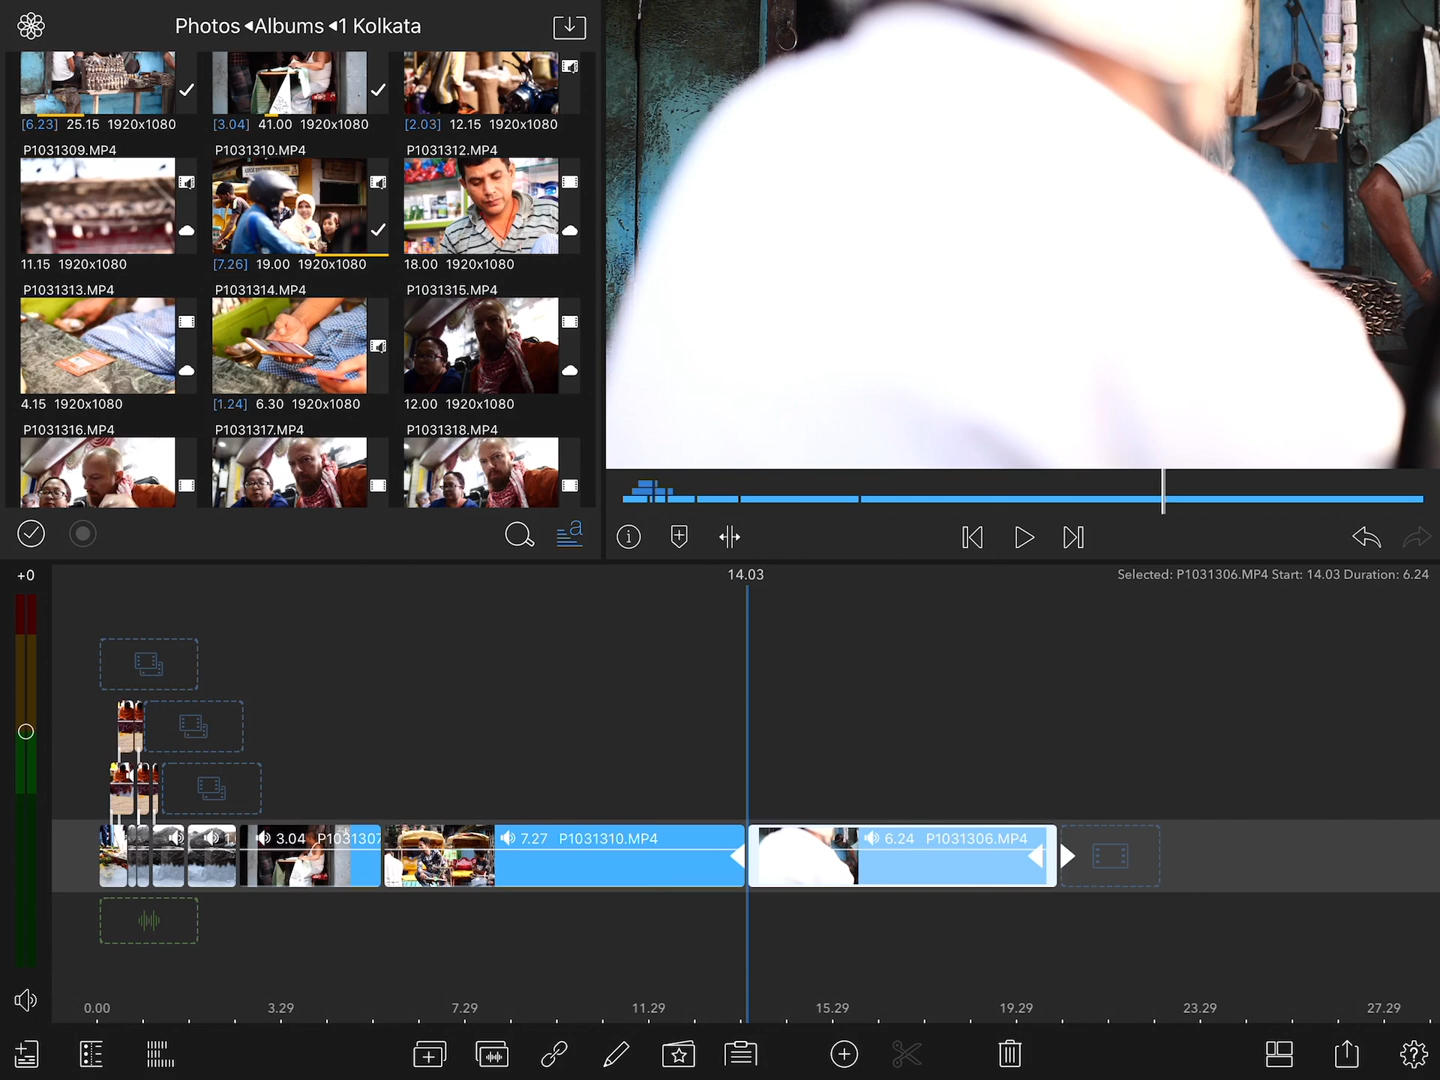 Photos ◂Albums ◂1 Kolkata
[6.23] 25.15 1920x1080
[3.04] 41.00 1920x1080
[2.03] 12.15 1920x1080
P1031309.MP4
P1031310.MP4
P1031312.MP4
11.15 1920x1080
[7.26] 19.00 1920x1080
18.00 1920x1080
P1031313.MP4
P1031314.MP4
P1031315.MP4
4.15 1920x1080
[1.24] 6.30 1920x1080
12.00 1920x1080
P1031316.MP4
P1031317.MP4
P1031318.MP4
a
+0
14.03
Selected: P1031306.MP4 Start: 14.03 Duration: 6.24
1.
3.04 P1031307
7.27 P1031310.MP4
6.24 P1031306.MP4
0.00
3.29
7.29
11.29
15.29
19.29
23.29
27.29